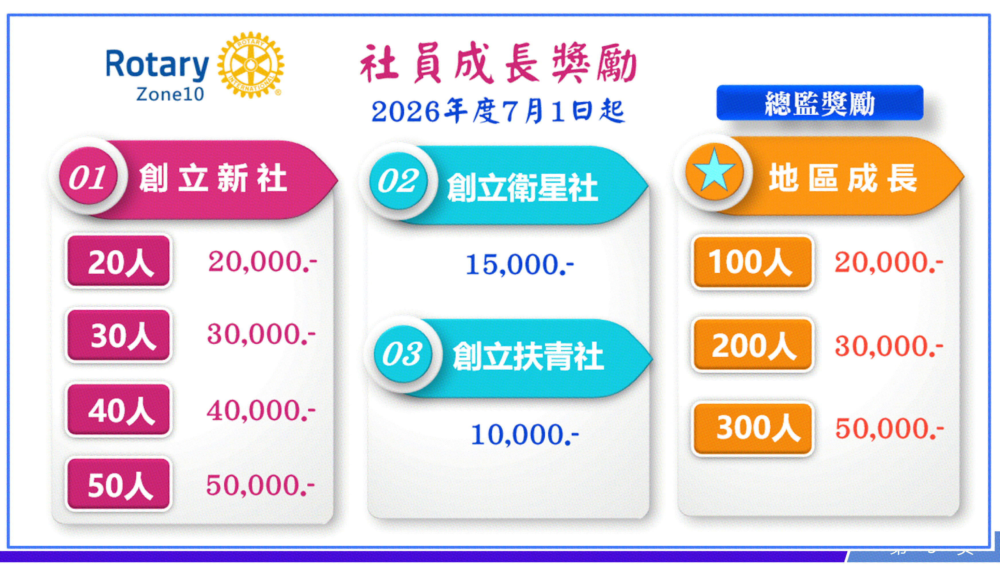 Rotary
Zone10
ROTARY
INTERNATIONAL
®
社員成長獎勵
2026年度7月1日起
總監獎勵
01 創立新社
20人 20,000.-
30人 30,000.-
40人 40,000.-
50人 50,000.-
02 創立衛星社
15,000.-
03 創立扶青社
10,000.-
地區成長
100人 20,000.-
200人 30,000.-
300人 50,000.-